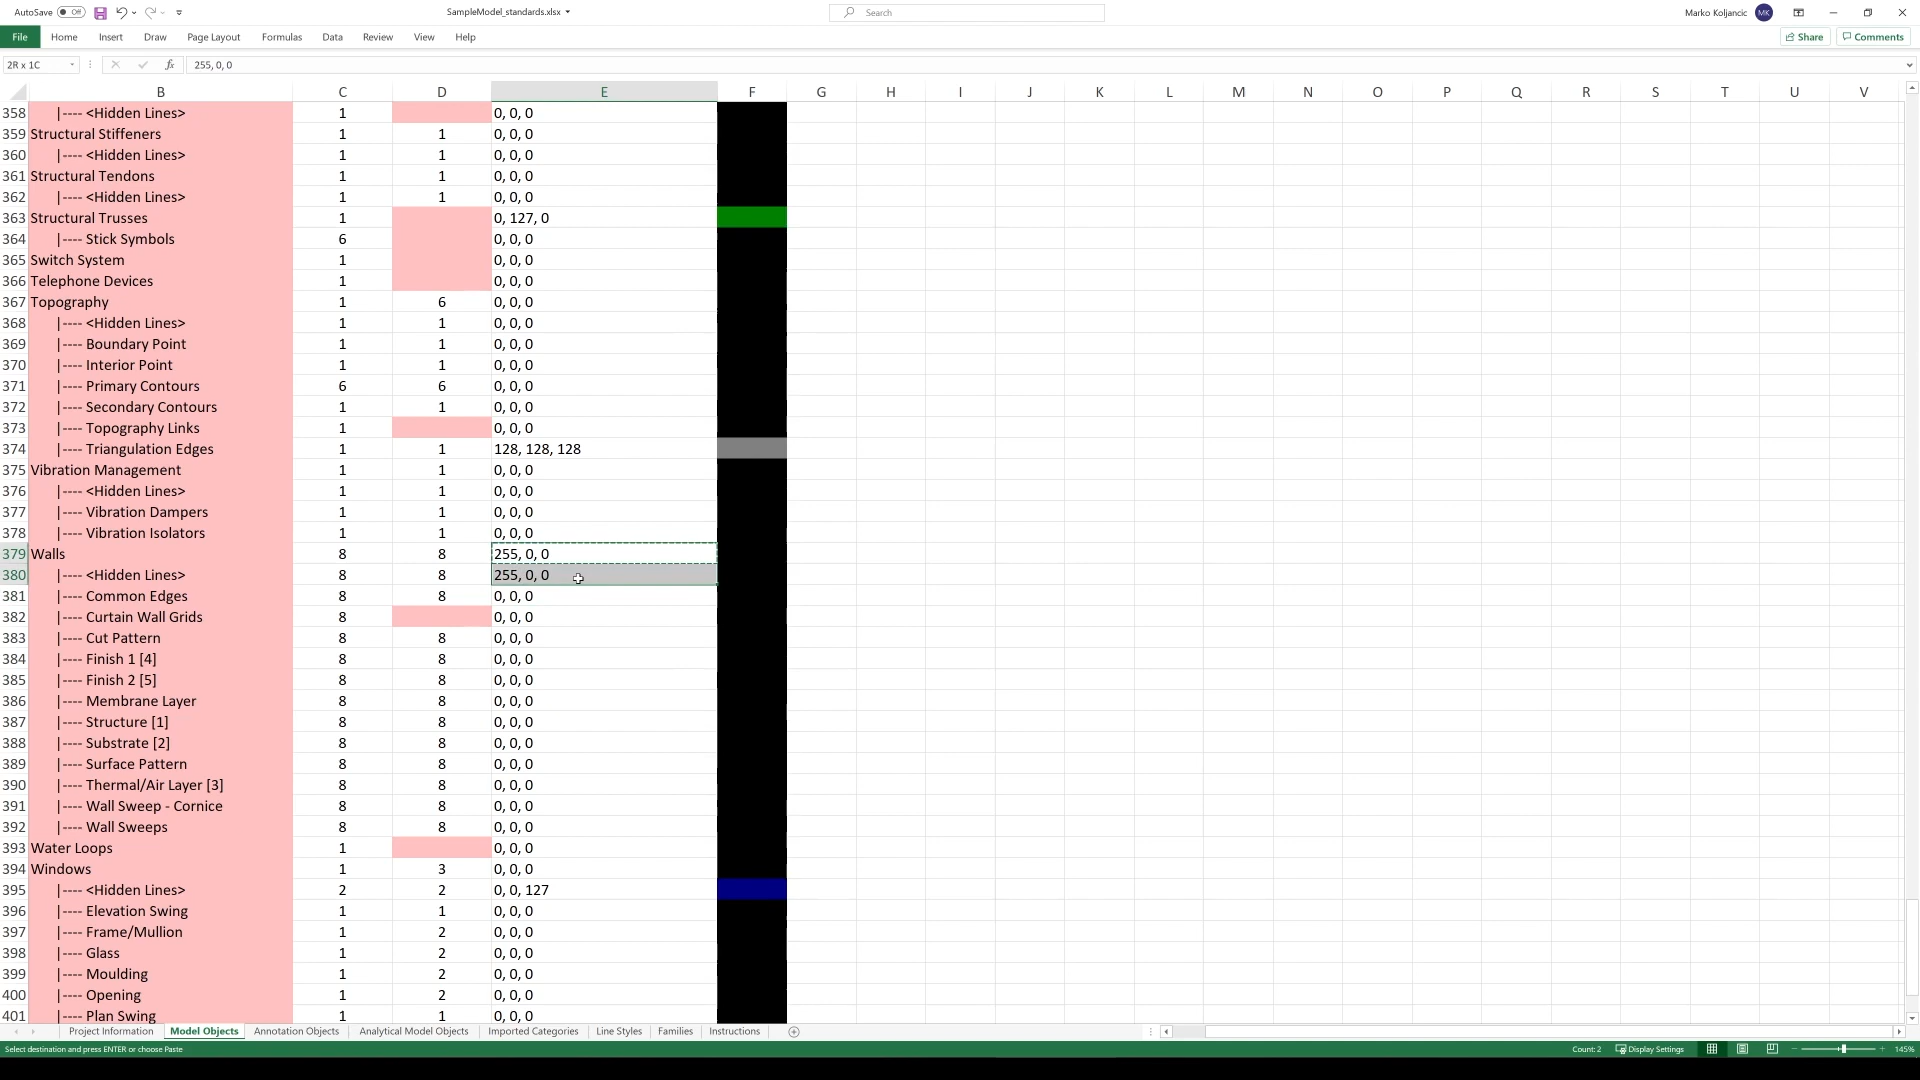 AutoSave Off SampleModel_standards.xlsx Search Marko Koljancic MK
File Home Insert Draw Page Layout Formulas Data Review View Help Share Comments
2R x 1C fx 255, 0, 0
B C D E F G H I J K L M N O P Q R S T U V
358 |---- <Hidden Lines> 1 0, 0, 0
359 Structural Stiffeners 1 1 0, 0, 0
360 |---- <Hidden Lines> 1 1 0, 0, 0
361 Structural Tendons 1 1 0, 0, 0
362 |---- <Hidden Lines> 1 1 0, 0, 0
363 Structural Trusses 1 0, 127, 0
364 |---- Stick Symbols 6 0, 0, 0
365 Switch System 1 0, 0, 0
366 Telephone Devices 1 0, 0, 0
367 Topography 1 6 0, 0, 0
368 |---- <Hidden Lines> 1 1 0, 0, 0
369 |---- Boundary Point 1 1 0, 0, 0
370 |---- Interior Point 1 1 0, 0, 0
371 |---- Primary Contours 6 6 0, 0, 0
372 |---- Secondary Contours 1 1 0, 0, 0
373 |---- Topography Links 1 0, 0, 0
374 |---- Triangulation Edges 1 1 128, 128, 128
375 Vibration Management 1 1 0, 0, 0
376 |---- <Hidden Lines> 1 1 0, 0, 0
377 |---- Vibration Dampers 1 1 0, 0, 0
378 |---- Vibration Isolators 1 1 0, 0, 0
379 Walls 8 8 255, 0, 0
380 |---- <Hidden Lines> 8 8 255, 0, 0
381 |---- Common Edges 8 8 0, 0, 0
382 |---- Curtain Wall Grids 8 0, 0, 0
383 |---- Cut Pattern 8 8 0, 0, 0
384 |---- Finish 1 [4] 8 8 0, 0, 0
385 |---- Finish 2 [5] 8 8 0, 0, 0
386 |---- Membrane Layer 8 8 0, 0, 0
387 |---- Structure [1] 8 8 0, 0, 0
388 |---- Substrate [2] 8 8 0, 0, 0
389 |---- Surface Pattern 8 8 0, 0, 0
390 |---- Thermal/Air Layer [3] 8 8 0, 0, 0
391 |---- Wall Sweep - Cornice 8 8 0, 0, 0
392 |---- Wall Sweeps 8 8 0, 0, 0
393 Water Loops 1 0, 0, 0
394 Windows 1 3 0, 0, 0
395 |---- <Hidden Lines> 2 2 0, 0, 127
396 |---- Elevation Swing 1 1 0, 0, 0
397 |---- Frame/Mullion 1 2 0, 0, 0
398 |---- Glass 1 2 0, 0, 0
399 |---- Moulding 1 2 0, 0, 0
400 |---- Opening 1 2 0, 0, 0
401 |---- Plan Swing 1 1 0, 0, 0
Project Information Model Objects Annotation Objects Analytical Model Objects Imported Categories Line Styles Families Instructions
Select destination and press ENTER or choose Paste Count: 2 Display Settings 145%